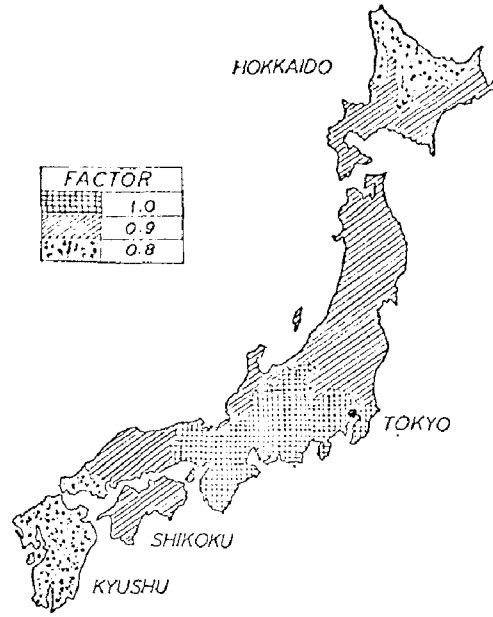 HOKKAIDO
FACTOR
1.0
0.9
0.8
TOKYO
SHIKOKU
KYUSHU